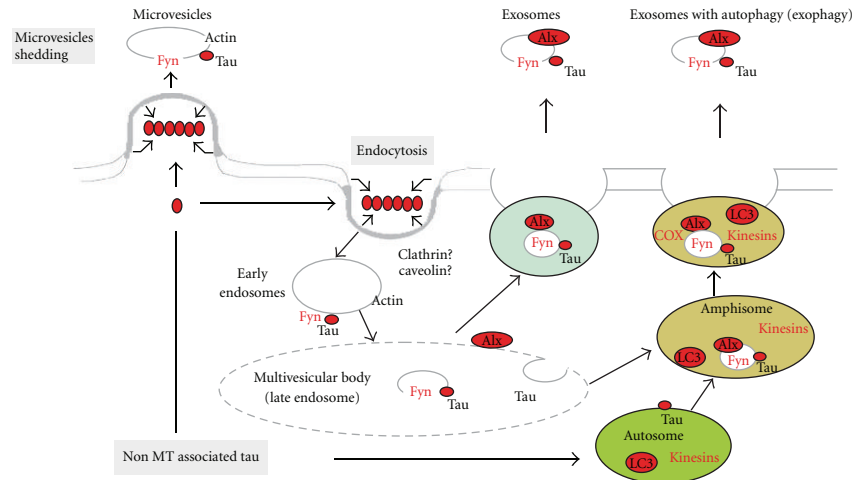 Microvesicles
Exosomes
Exosomes with autophagy (exophagy)
Microvesicles
shedding
Actin
Fyn
Tau
Alx
Fyn
Tau
Alx
Fyn
Tau
Endocytosis
Clathrin?
caveolin?
Alx
Fyn
Tau
Alx
LC3
COX
Fyn
Kinesins
Tau
Early
endosomes
Actin
Fyn
Tau
Alx
Amphisome
Kinesins
Alx
LC3
Fyn
Tau
Multivesicular body
(late endosome)
Fyn
Tau
Tau
Tau
Autosome
LC3
Kinesins
Non MT associated tau